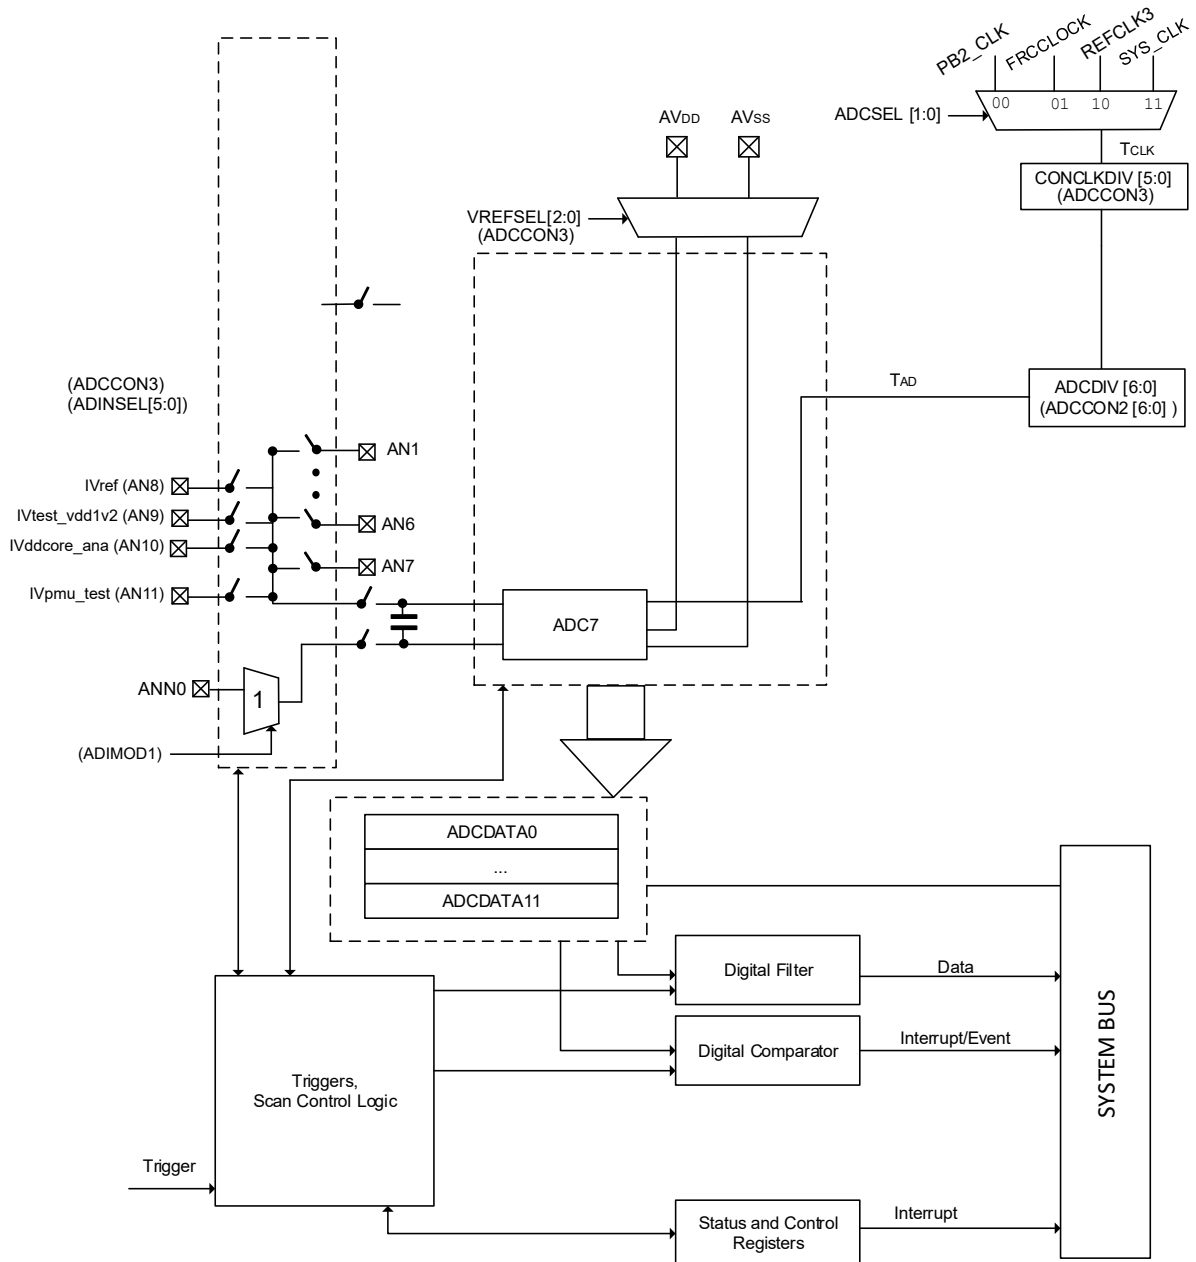 PB2_CLK
FRCCLOCK
REFCLK3
SYS_CLK
00 01 10 11
ADCSEL [1:0]
TCLK
CONCLKDIV [5:0]
(ADCCON3)
AVDD
AVSS
VREFSEL[2:0]
(ADCCON3)
(ADCCON3)
(ADINSEL[5:0])
TAD
ADCDIV [6:0]
(ADCCON2 [6:0] )
AN1
IVref (AN8)
IVtest_vdd1v2 (AN9)
AN6
IVddcore_ana (AN10)
AN7
IVpmu_test (AN11)
ADC7
ANN0
1
(ADIMOD1)
ADCDATA0
...
ADCDATA11
Digital Filter
Data
Digital Comparator
Interrupt/Event
SYSTEM BUS
Triggers,
Scan Control Logic
Trigger
Status and Control
Registers
Interrupt